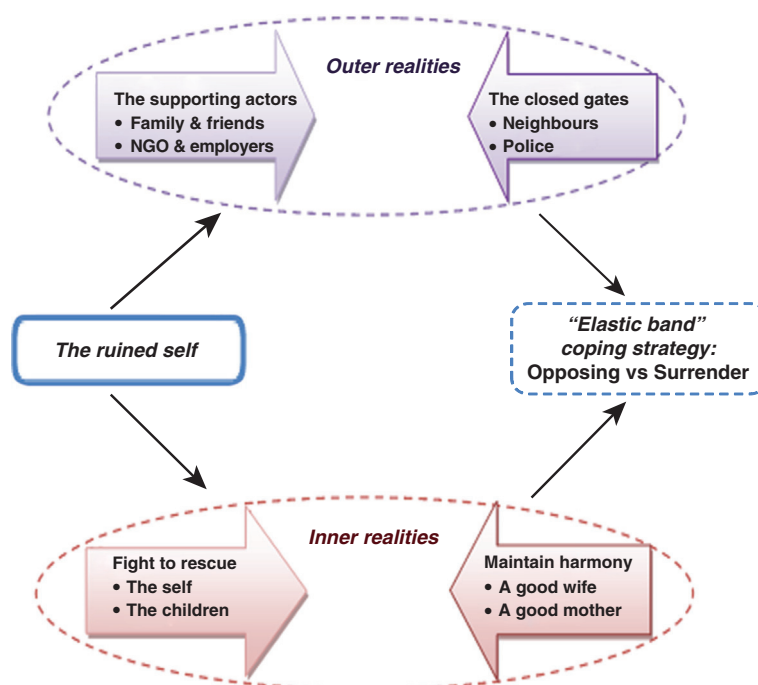 Outer realities
The supporting actors
• Family & friends
• NGO & employers
The closed gates
• Neighbours
• Police
The ruined self
“Elastic band”
coping strategy:
Opposing vs Surrender
Inner realities
Fight to rescue
• The self
• The children
Maintain harmony
• A good wife
• A good mother